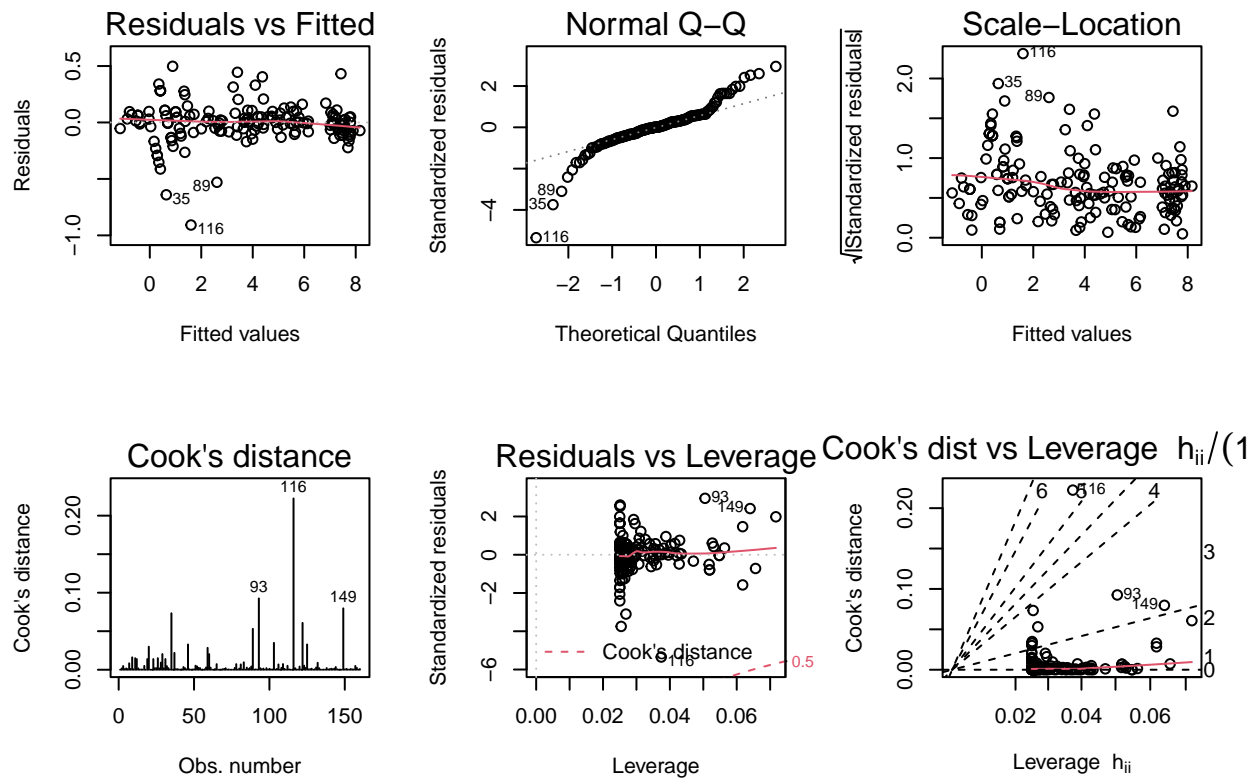 Residuals vs Fitted
Residuals
0.5
0.0
−1.0
35
89
116
0 2 4 6 8
Fitted values
Normal Q−Q
Standardized residuals
2
0
−4
89
35
116
−2 −1 0 1 2
Theoretical Quantiles
Scale−Location
√|Standardized residuals|
2.0
1.0
0.0
116
35
89
0 2 4 6 8
Fitted values
Cook's distance
Cook's distance
0.20
0.10
0.00
116
93
149
0 50 100 150
Obs. number
Residuals vs Leverage
Standardized residuals
2
0
−2
−6
93
149
Cook's distance
116
0.5
0.00 0.02 0.04 0.06
Leverage
Cook's dist vs Leverage hii/(1
Cook's distance
0.20
0.10
0.00
6 5 4
116
3
93
149
2
1
0
0.02 0.04 0.06
Leverage hii